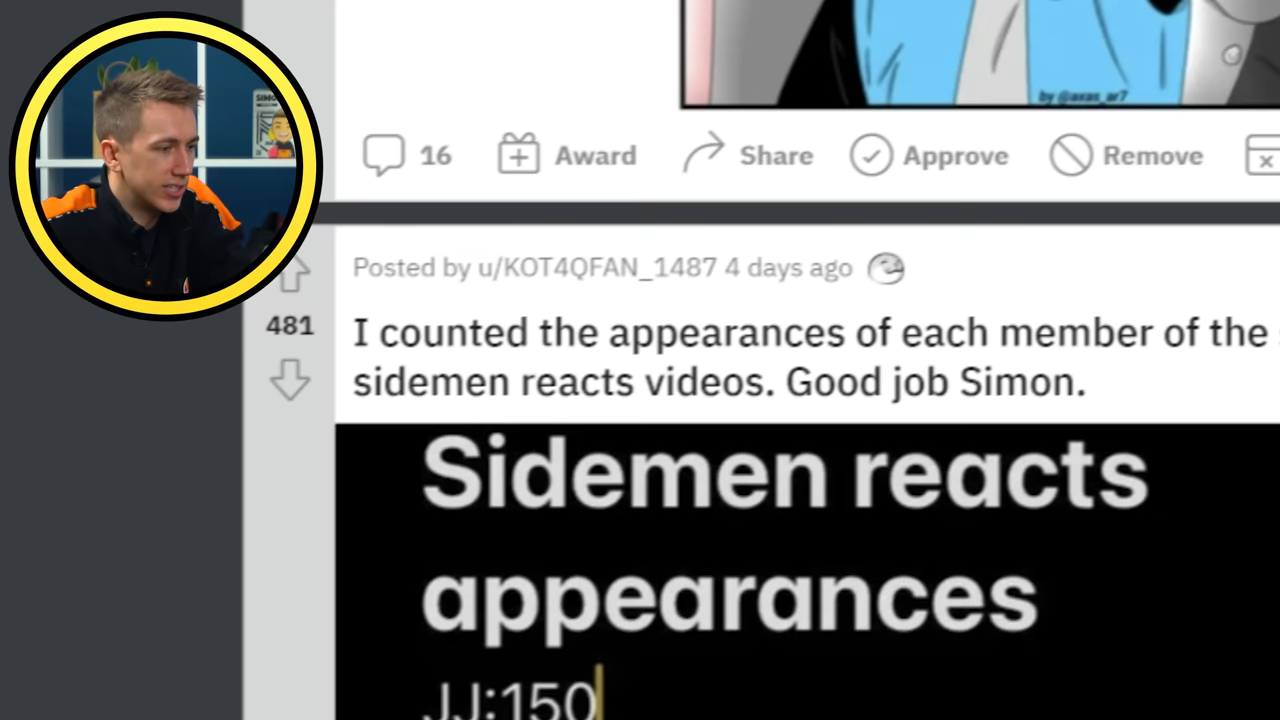 by @axas_ar7
16 Award Share Approve Remove
Posted by u/KOT4QFAN_1487 4 days ago
481
I counted the appearances of each member of the
sidemen reacts videos. Good job Simon.
Sidemen reacts
appearances
JJ:150